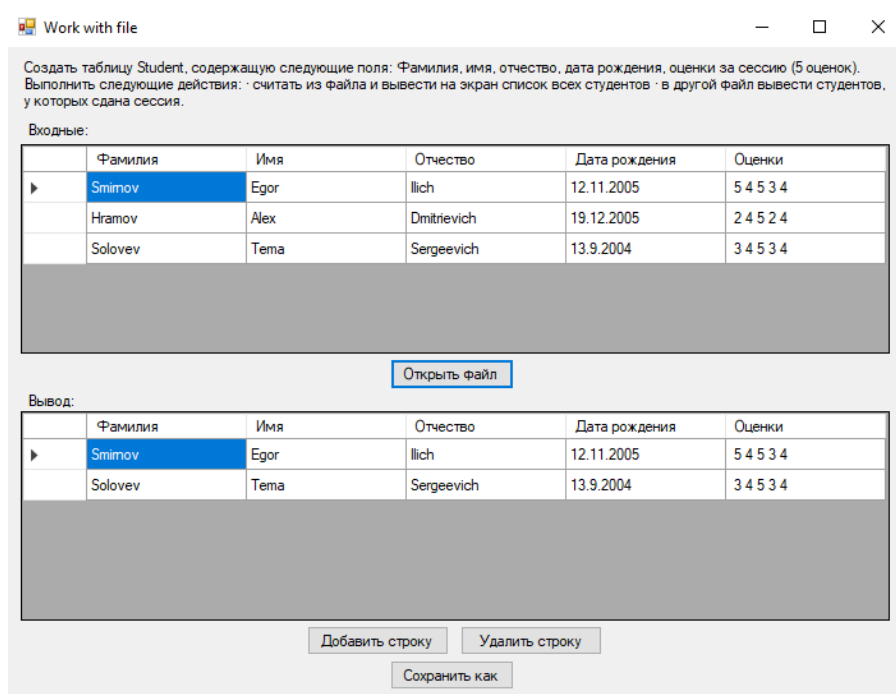 Work with file
Создать таблицу Student, содержащую следующие поля: Фамилия, имя, отчество, дата рождения, оценки за сессию (5 оценок).
Выполнить следующие действия: · считать из файла и вывести на экран список всех студентов · в другой файл вывести студентов,
у которых сдана сессия.
Входные:
Фамилия Имя Отчество Дата рождения Оценки
Smirnov Egor Ilich 12.11.2005 5 4 5 3 4
Hramov Alex Dmitrievich 19.12.2005 2 4 5 2 4
Solovev Tema Sergeevich 13.9.2004 3 4 5 3 4
Открыть файл
Вывод:
Фамилия Имя Отчество Дата рождения Оценки
Smirnov Egor Ilich 12.11.2005 5 4 5 3 4
Solovev Tema Sergeevich 13.9.2004 3 4 5 3 4
Добавить строку Удалить строку
Сохранить как